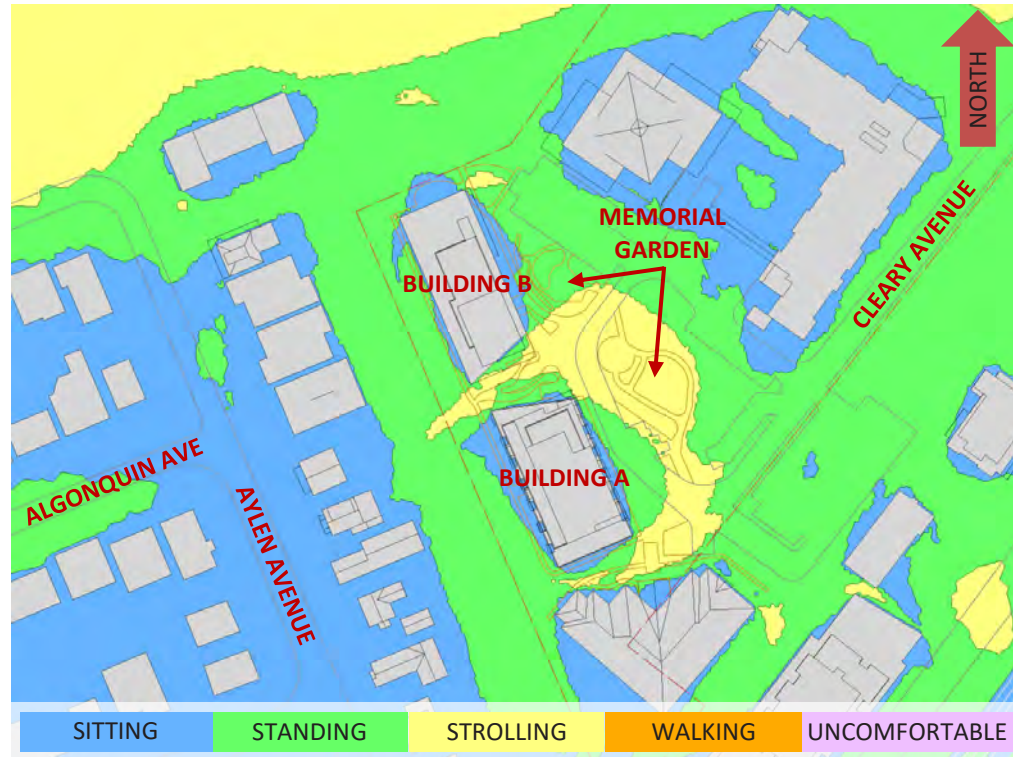 NORTH
MEMORIAL
GARDEN
CLEARY AVENUE
BUILDING B
BUILDING A
ALGONQUIN AVE
AYLEN AVENUE
SITTING
STANDING
STROLLING
WALKING
UNCOMFORTABLE